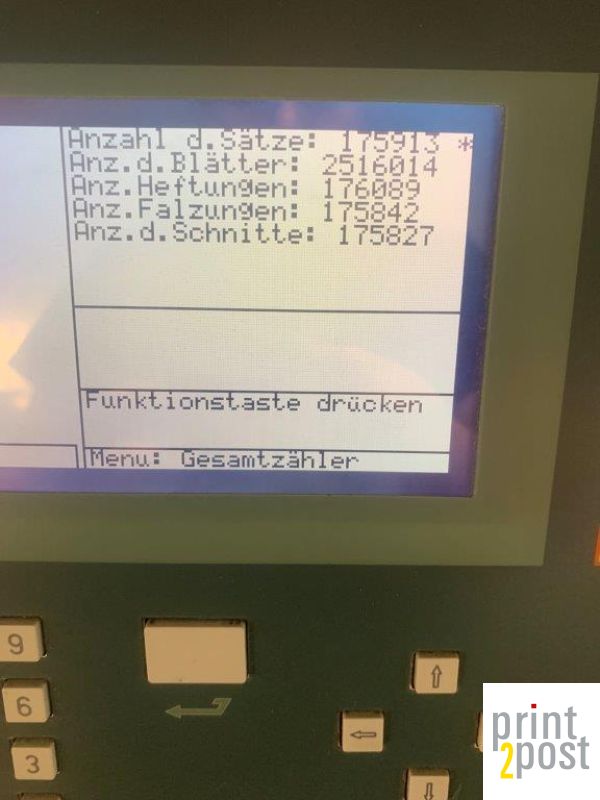 Anzahl d.Sätze: 175913 *
Anz.d.Blätter: 2516014
Anz.Heftungen: 176089
Anz.Falzungen: 175842
Anz.d.Schnitte: 175827
Funktionstaste drücken
Menu: Gesamtzähler
9
6
3
print
2post